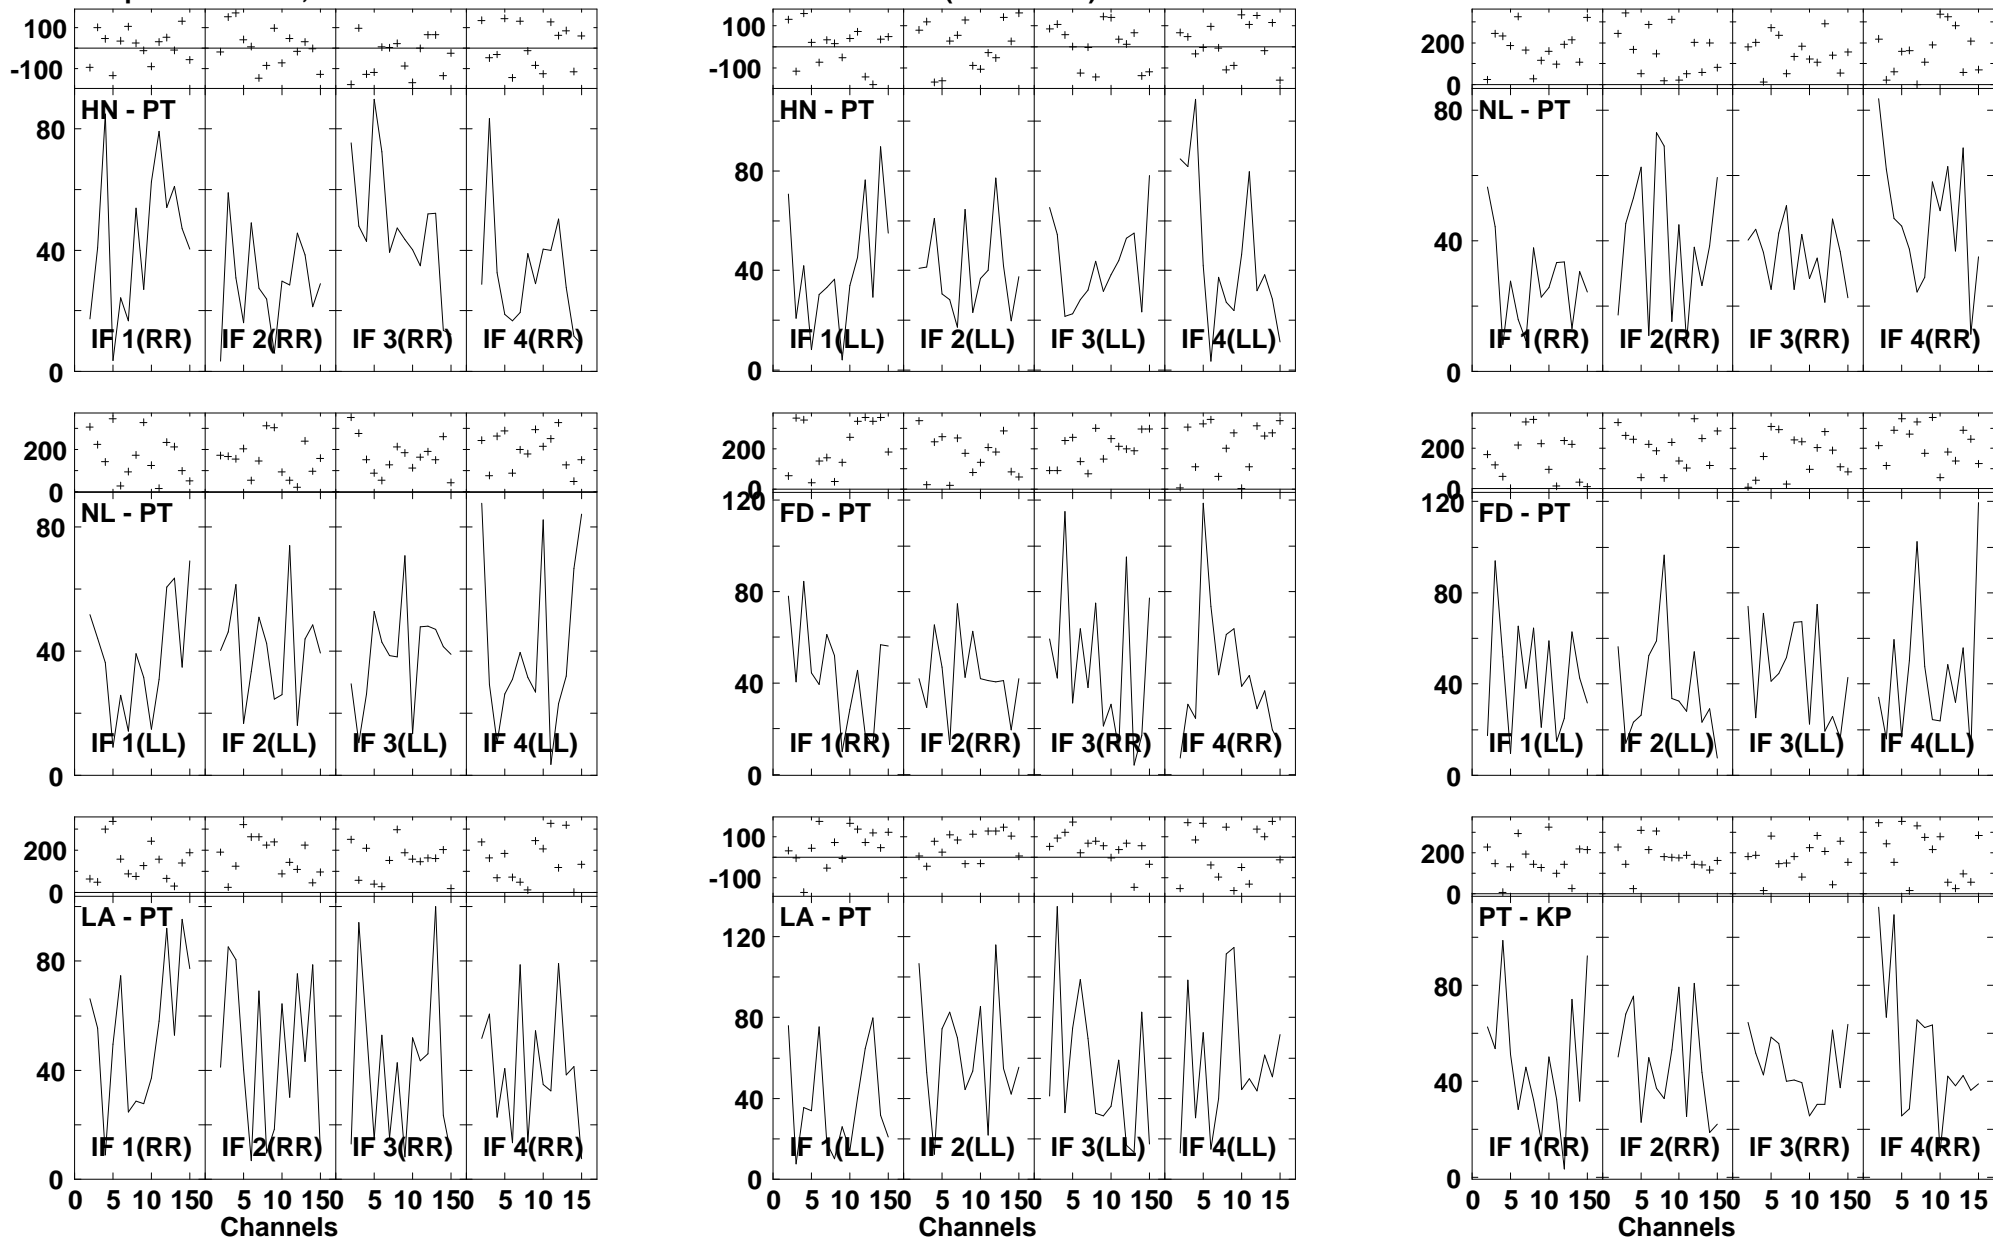 100
-100
HN - PT
80
40
0
IF 1(RR) IF 2(RR) IF 3(RR) IF 4(RR)
100
-100
HN - PT
80
40
0
IF 1(LL) IF 2(LL) IF 3(LL) IF 4(LL)
200
0
NL - PT
80
40
0
IF 1(RR) IF 2(RR) IF 3(RR) IF 4(RR)
200
0
NL - PT
80
40
0
IF 1(LL) IF 2(LL) IF 3(LL) IF 4(LL)
200
0
120
FD - PT
80
40
0
IF 1(RR) IF 2(RR) IF 3(RR) IF 4(RR)
200
0
120
FD - PT
80
40
0
IF 1(LL) IF 2(LL) IF 3(LL) IF 4(LL)
200
0
LA - PT
80
40
0
IF 1(RR) IF 2(RR) IF 3(RR) IF 4(RR)
0 5 10 150 5 10 150 5 10 150 5 10 15
Channels
100
-100
LA - PT
120
80
40
0
IF 1(LL) IF 2(LL) IF 3(LL) IF 4(LL)
0 5 10 150 5 10 150 5 10 150 5 10 15
Channels
200
0
PT - KP
80
40
0
IF 1(RR) IF 2(RR) IF 3(RR) IF 4(RR)
0 5 10 150 5 10 150 5 10 150 5 10 15
Channels